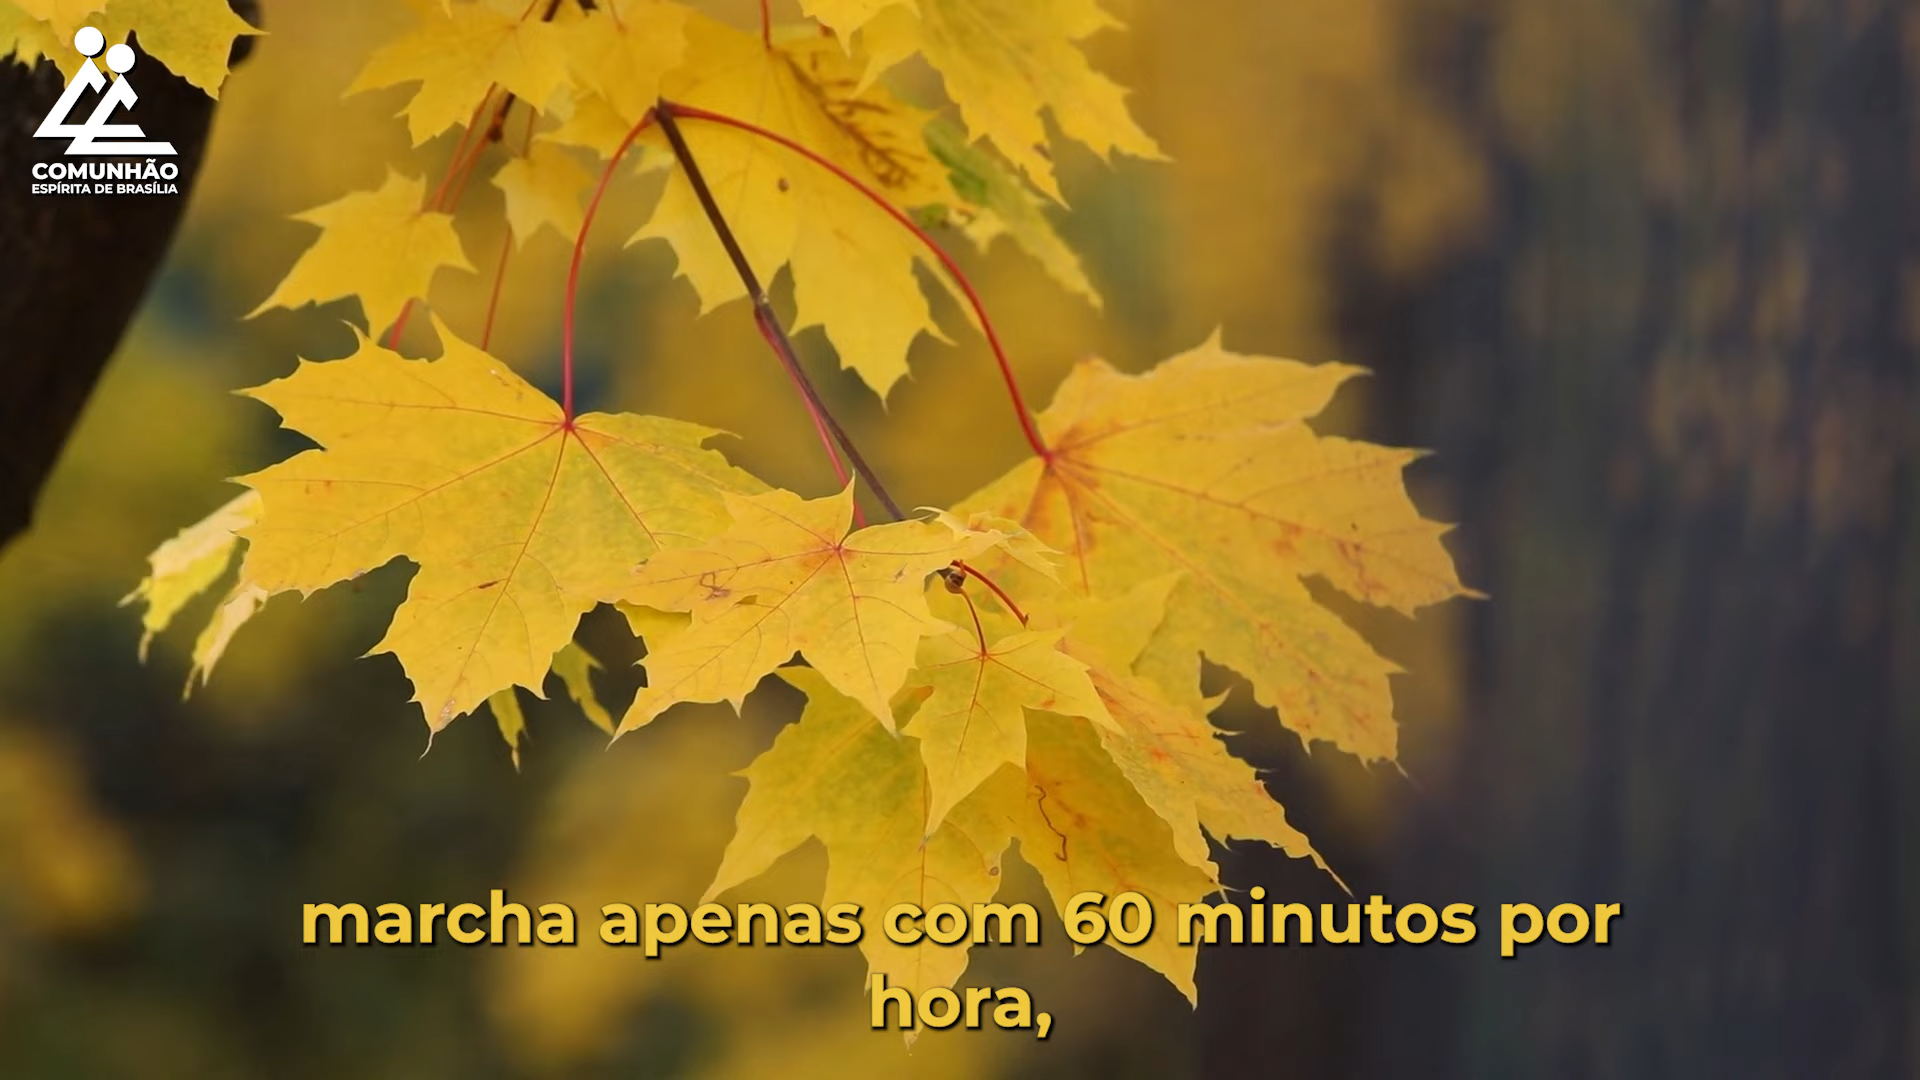 COMUNHÃO
ESPÍRITA DE BRASÍLIA
marcha apenas com 60 minutos por
hora,